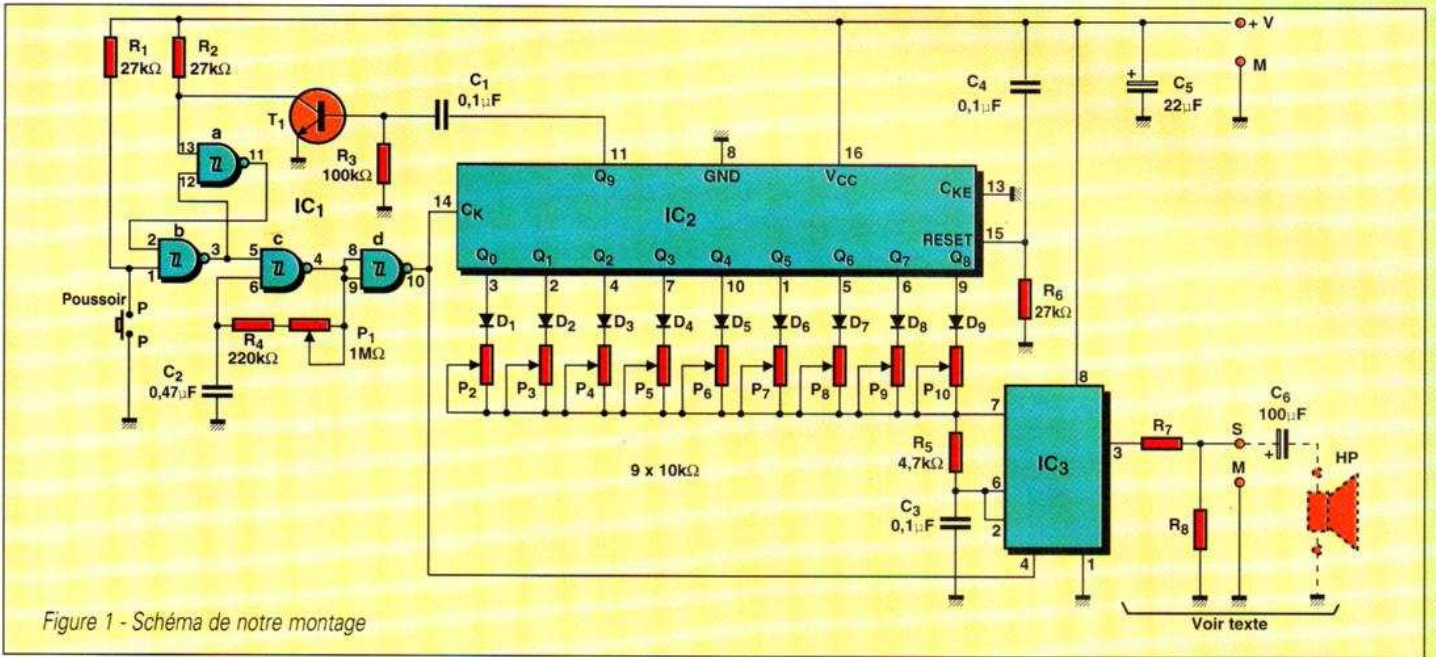 R1
27kΩ
R2
27kΩ
T1
C1
0,1µF
R3
100kΩ
a
13
12
11
IC1
b
2
1
3
c
5
6
4
d
8
9
10
Poussoir
P
P
R4
220kΩ
P1
1MΩ
C2
0,47µF
11
Q9
8
GND
16
VCC
14
CK
IC2
CKE
13
RESET
15
Q0
Q1
Q2
Q3
Q4
Q5
Q6
Q7
Q8
3
2
4
7
10
1
5
6
9
D1
D2
D3
D4
D5
D6
D7
D8
D9
P2
P3
P4
P5
P6
P7
P8
P9
P10
9 x 10kΩ
C4
0,1µF
+
C5
22µF
+ V
M
R6
27kΩ
R5
4,7kΩ
C3
0,1µF
8
7
6
2
4
1
3
IC3
R7
R8
S
M
C6
100µF
+
HP
Voir texte
Figure 1 - Schéma de notre montage